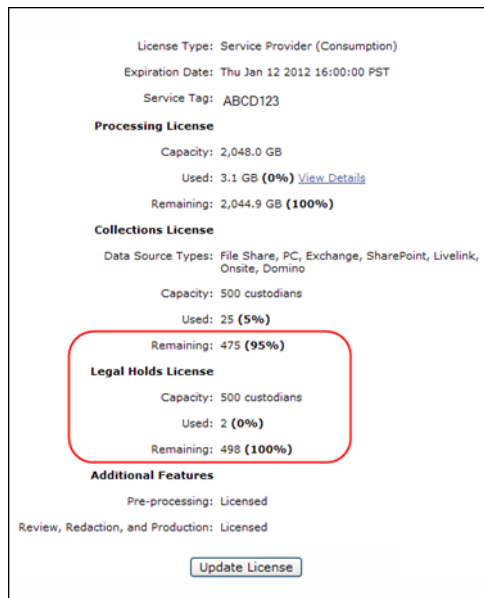 License Type: Service Provider (Consumption)
Expiration Date: Thu Jan 12 2012 16:00:00 PST
Service Tag: ABCD123
Processing License
Capacity: 2,048.0 GB
Used: 3.1 GB (0%) View Details
Remaining: 2,044.9 GB (100%)
Collections License
Data Source Types: File Share, PC, Exchange, SharePoint, Livelink,
Onsite, Domino
Capacity: 500 custodians
Used: 25 (5%)
Remaining: 475 (95%)
Legal Holds License
Capacity: 500 custodians
Used: 2 (0%)
Remaining: 498 (100%)
Additional Features
Pre-processing: Licensed
Review, Redaction, and Production: Licensed
Update License